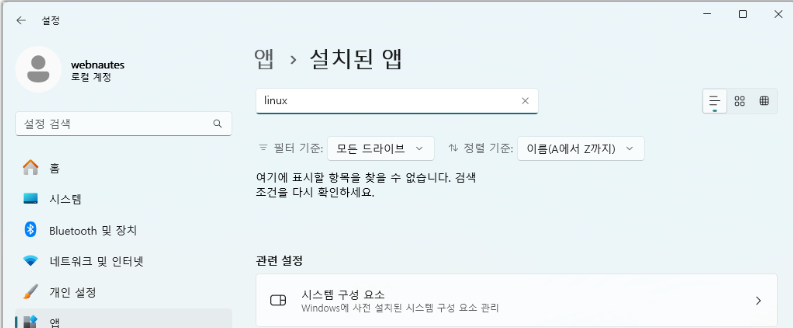 설정
webnautes
로컬 계정
설정 검색
홈
시스템
Bluetooth 및 장치
네트워크 및 인터넷
개인 설정
앱
앱 > 설치된 앱
linux
필터 기준: 모든 드라이브 정렬 기준: 이름(A에서 Z까지)
여기에 표시할 항목을 찾을 수 없습니다. 검색
조건을 다시 확인하세요.
관련 설정
시스템 구성 요소
Windows에 사전 설치된 시스템 구성 요소 관리